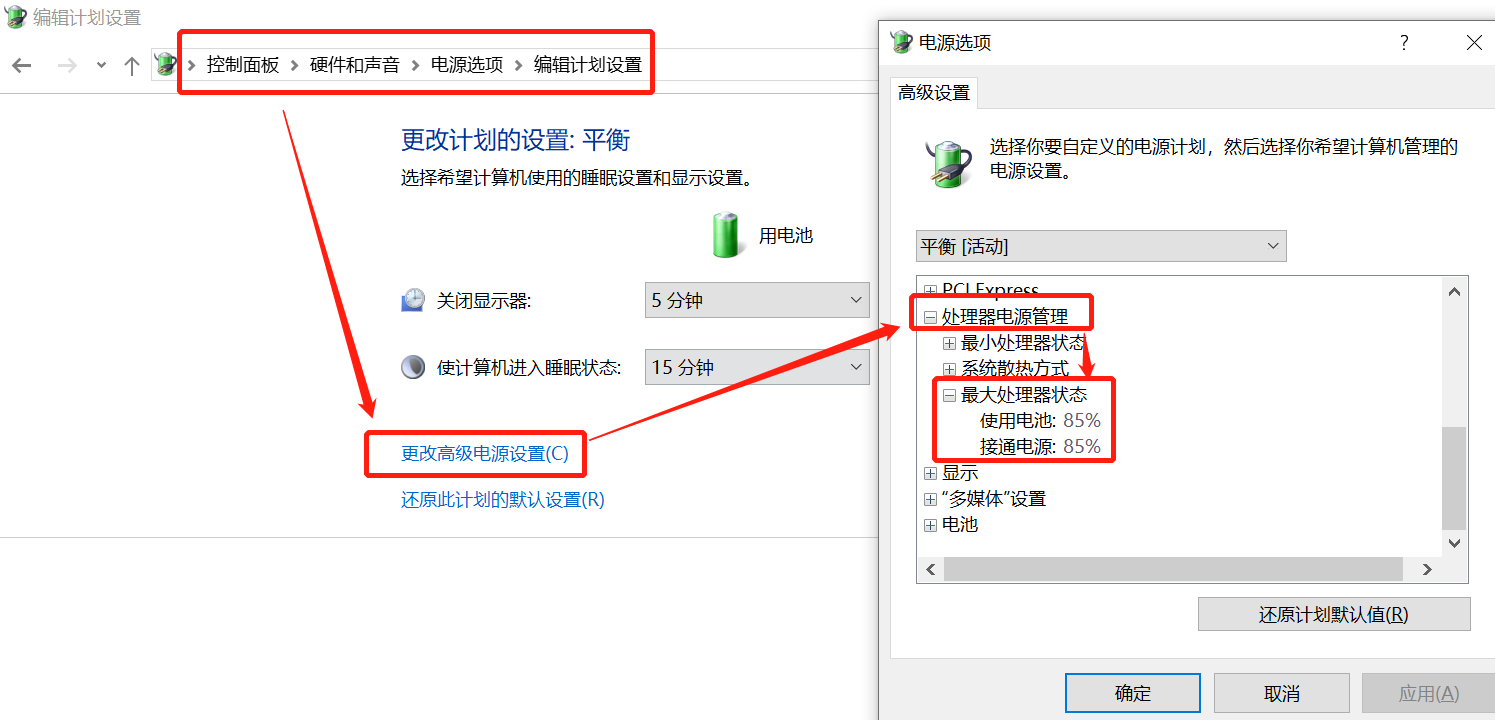 编辑计划设置
控制面板 > 硬件和声音 > 电源选项 > 编辑计划设置
更改计划的设置: 平衡
选择希望计算机使用的睡眠设置和显示设置。
用电池
关闭显示器: 5 分钟
使计算机进入睡眠状态: 15 分钟
更改高级电源设置(C)
还原此计划的默认设置(R)
电源选项
?
高级设置
选择你要自定义的电源计划，然后选择你希望计算机管理的
电源设置。
平衡 [活动]
PCI Express
处理器电源管理
最小处理器状态
系统散热方式
最大处理器状态
使用电池: 85%
接通电源: 85%
显示
“多媒体”设置
电池
还原计划默认值(R)
确定 取消 应用(A)